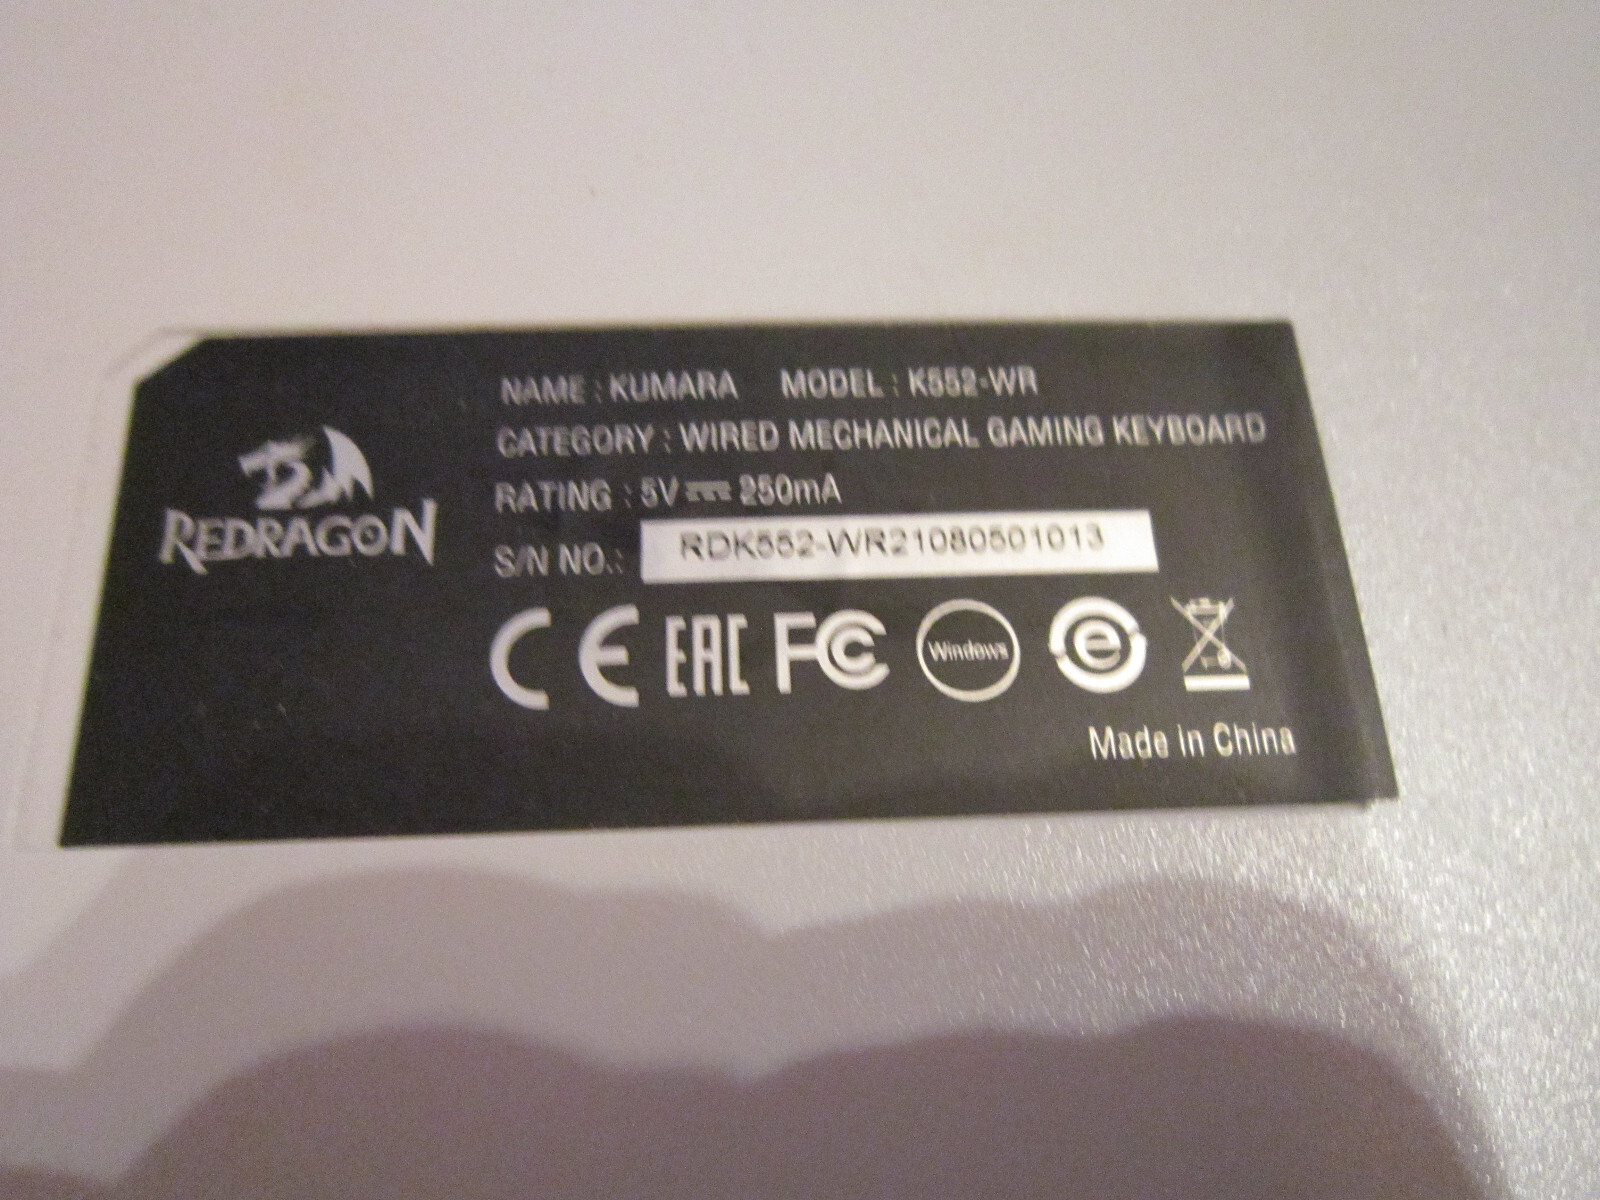 NAME : KUMARA MODEL : K552-WR
CATEGORY : WIRED MECHANICAL GAMING KEYBOARD
RATING : 5V ⎓ 250mA
REDRAGON
S/N NO.: RDK552-WR21080501013
CE EAC FC Windows e
Made in China